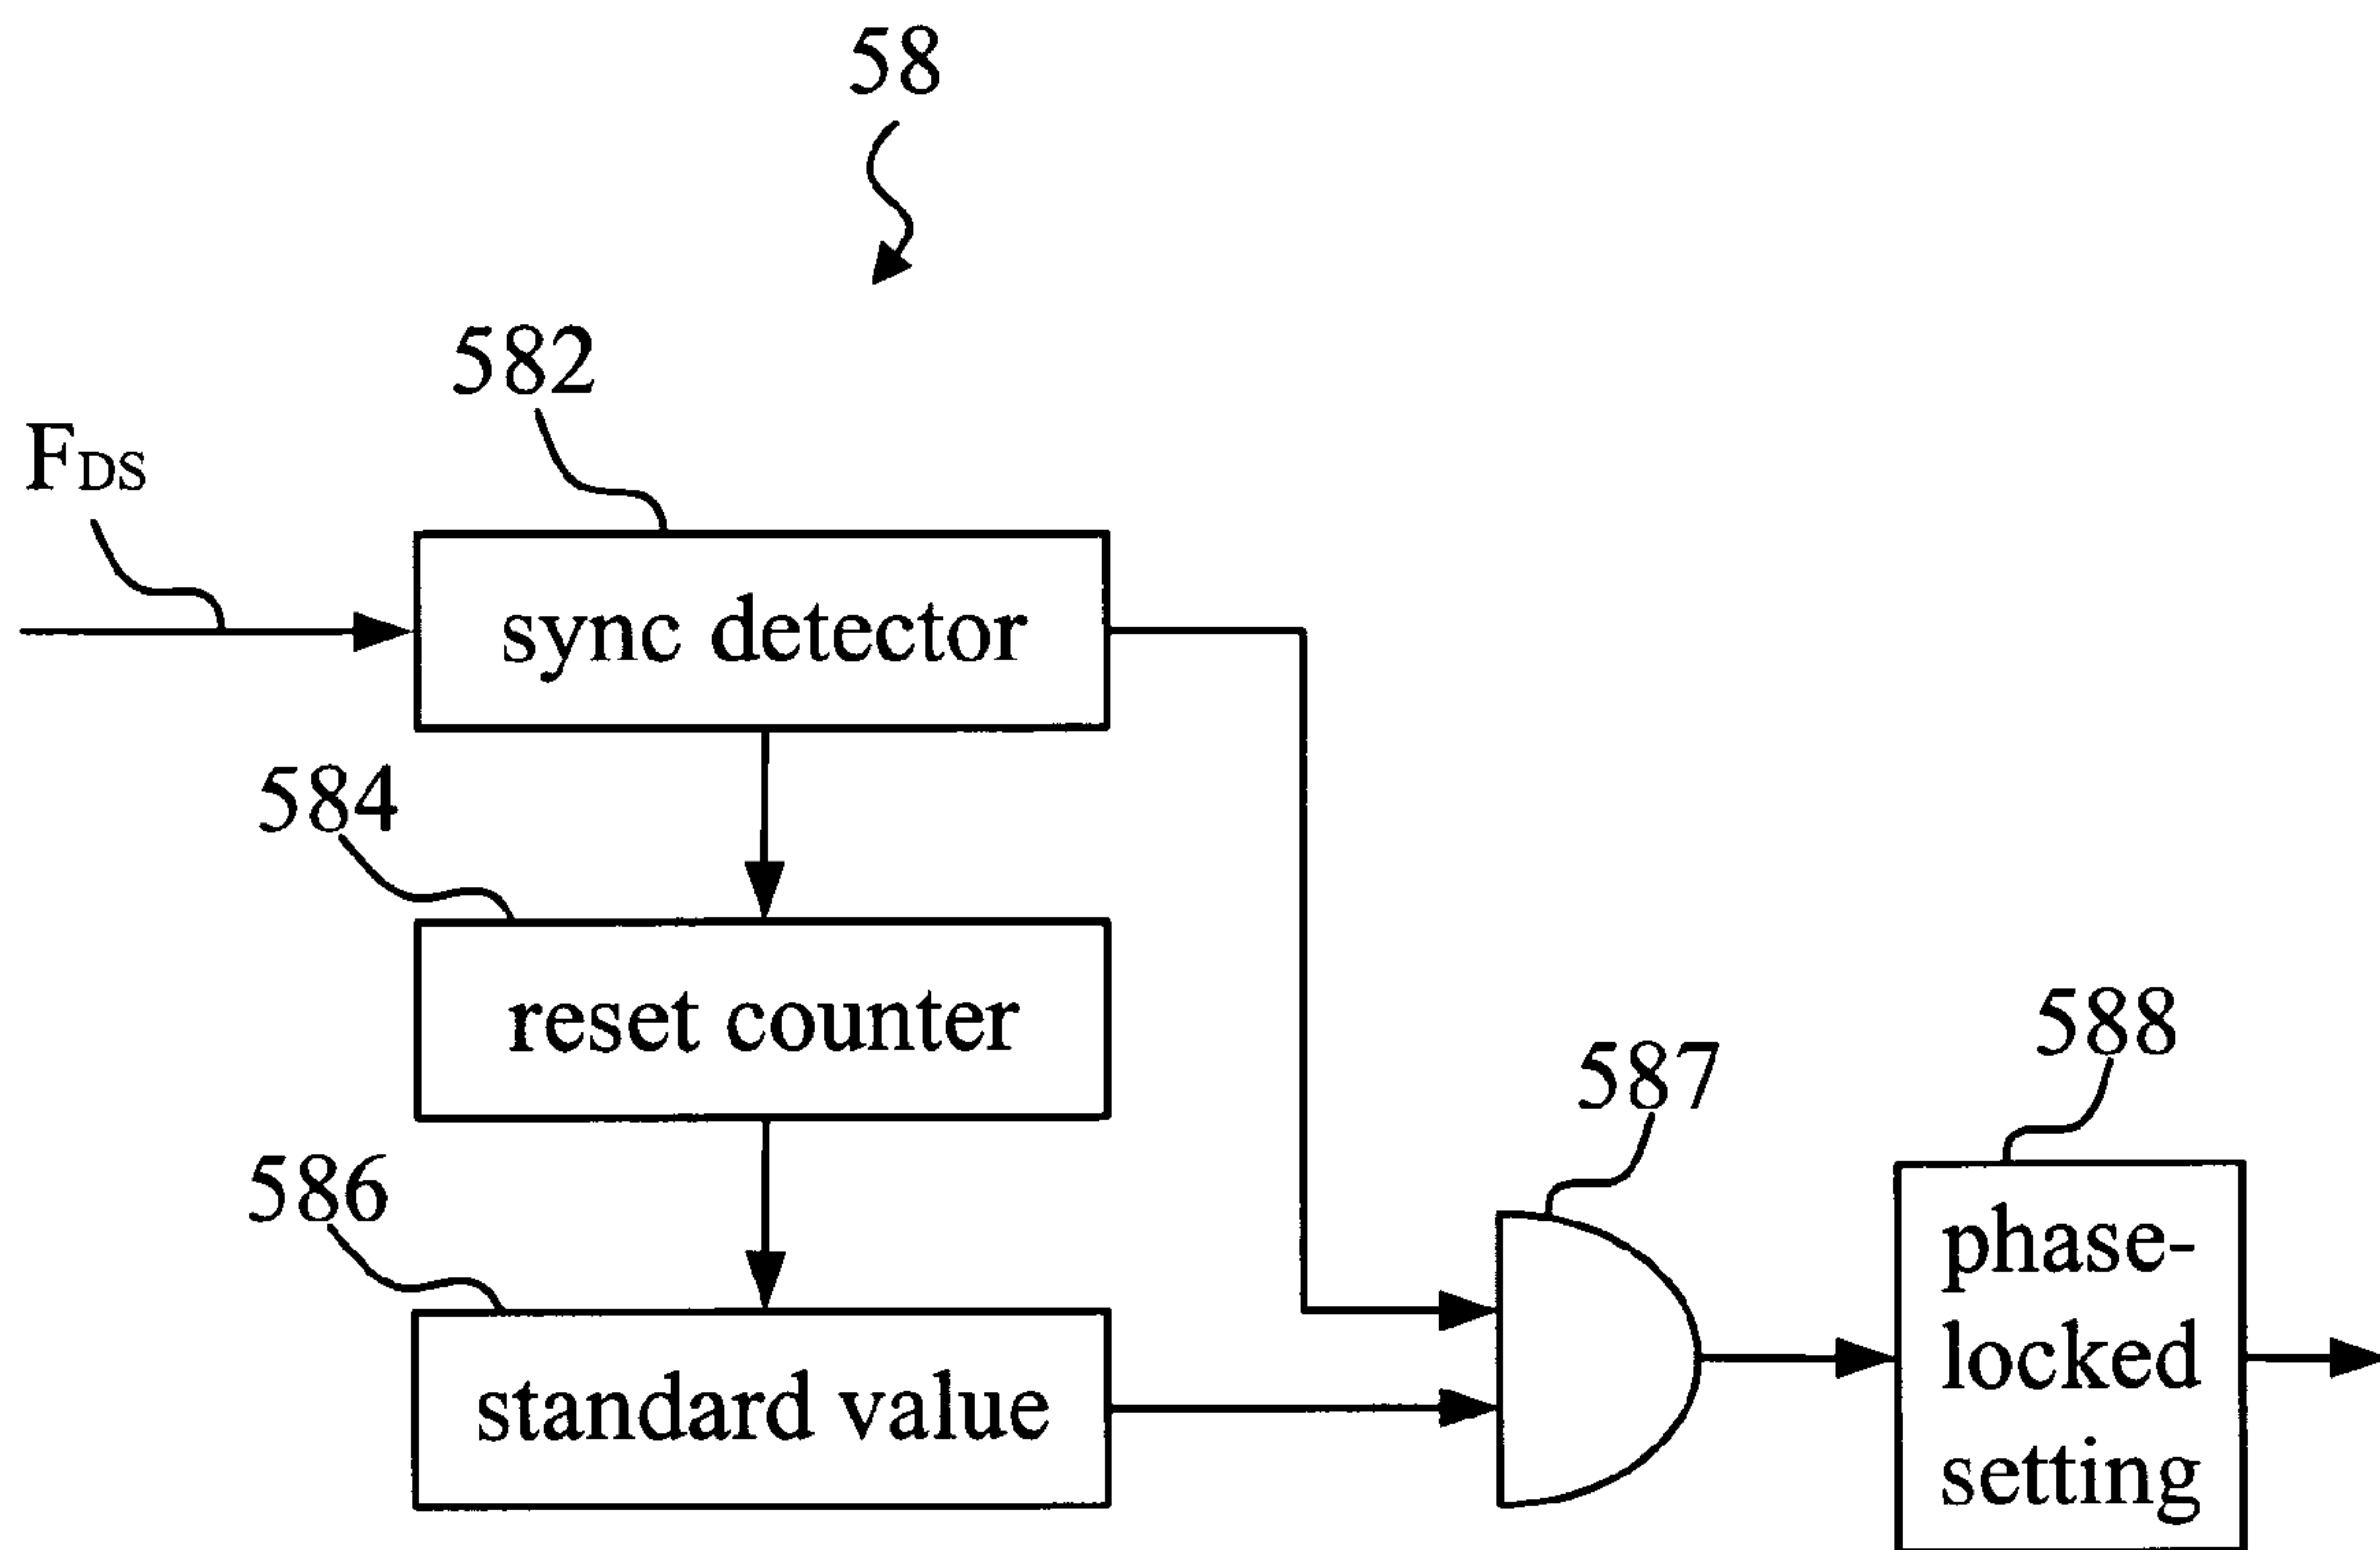 58
582
FDS
sync detector
584
reset counter
588
587
586
phase-
locked
setting
standard value